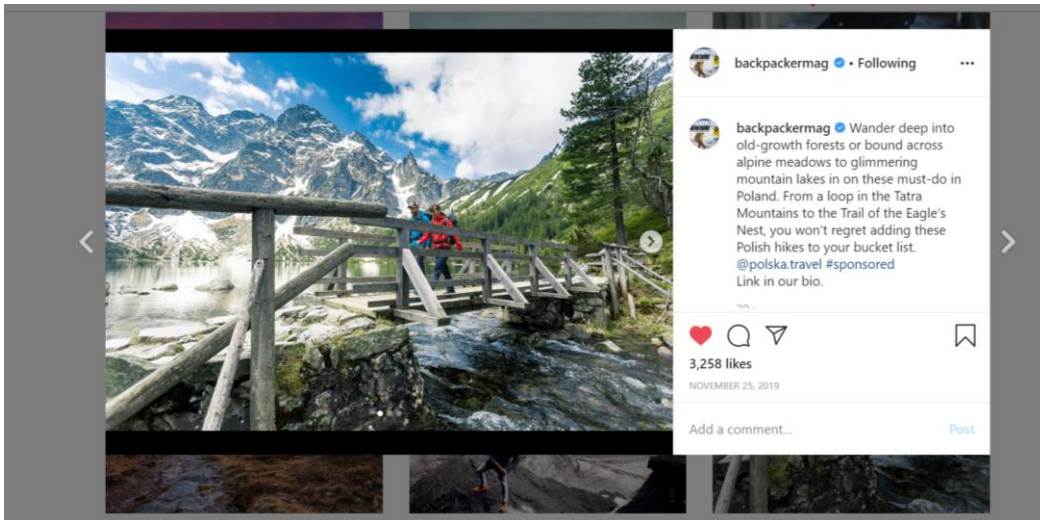 backpackermag • Following
backpackermag Wander deep into
old-growth forests or bound across
alpine meadows to glimmering
mountain lakes in on these must-do in
Poland. From a loop in the Tatra
Mountains to the Trail of the Eagle's
Nest, you won't regret adding these
Polish hikes to your bucket list.
@polska.travel #sponsored
Link in our bio.
3,258 likes
NOVEMBER 25, 2019
Add a comment... Post